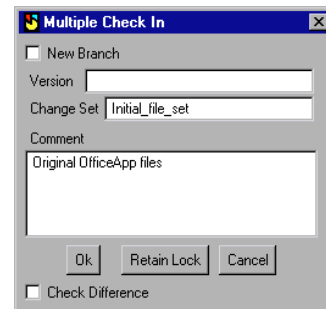 Multiple Check In
New Branch
Version
Change Set Initial_file_set
Comment
Original OfficeApp files
Ok Retain Lock Cancel
Check Difference